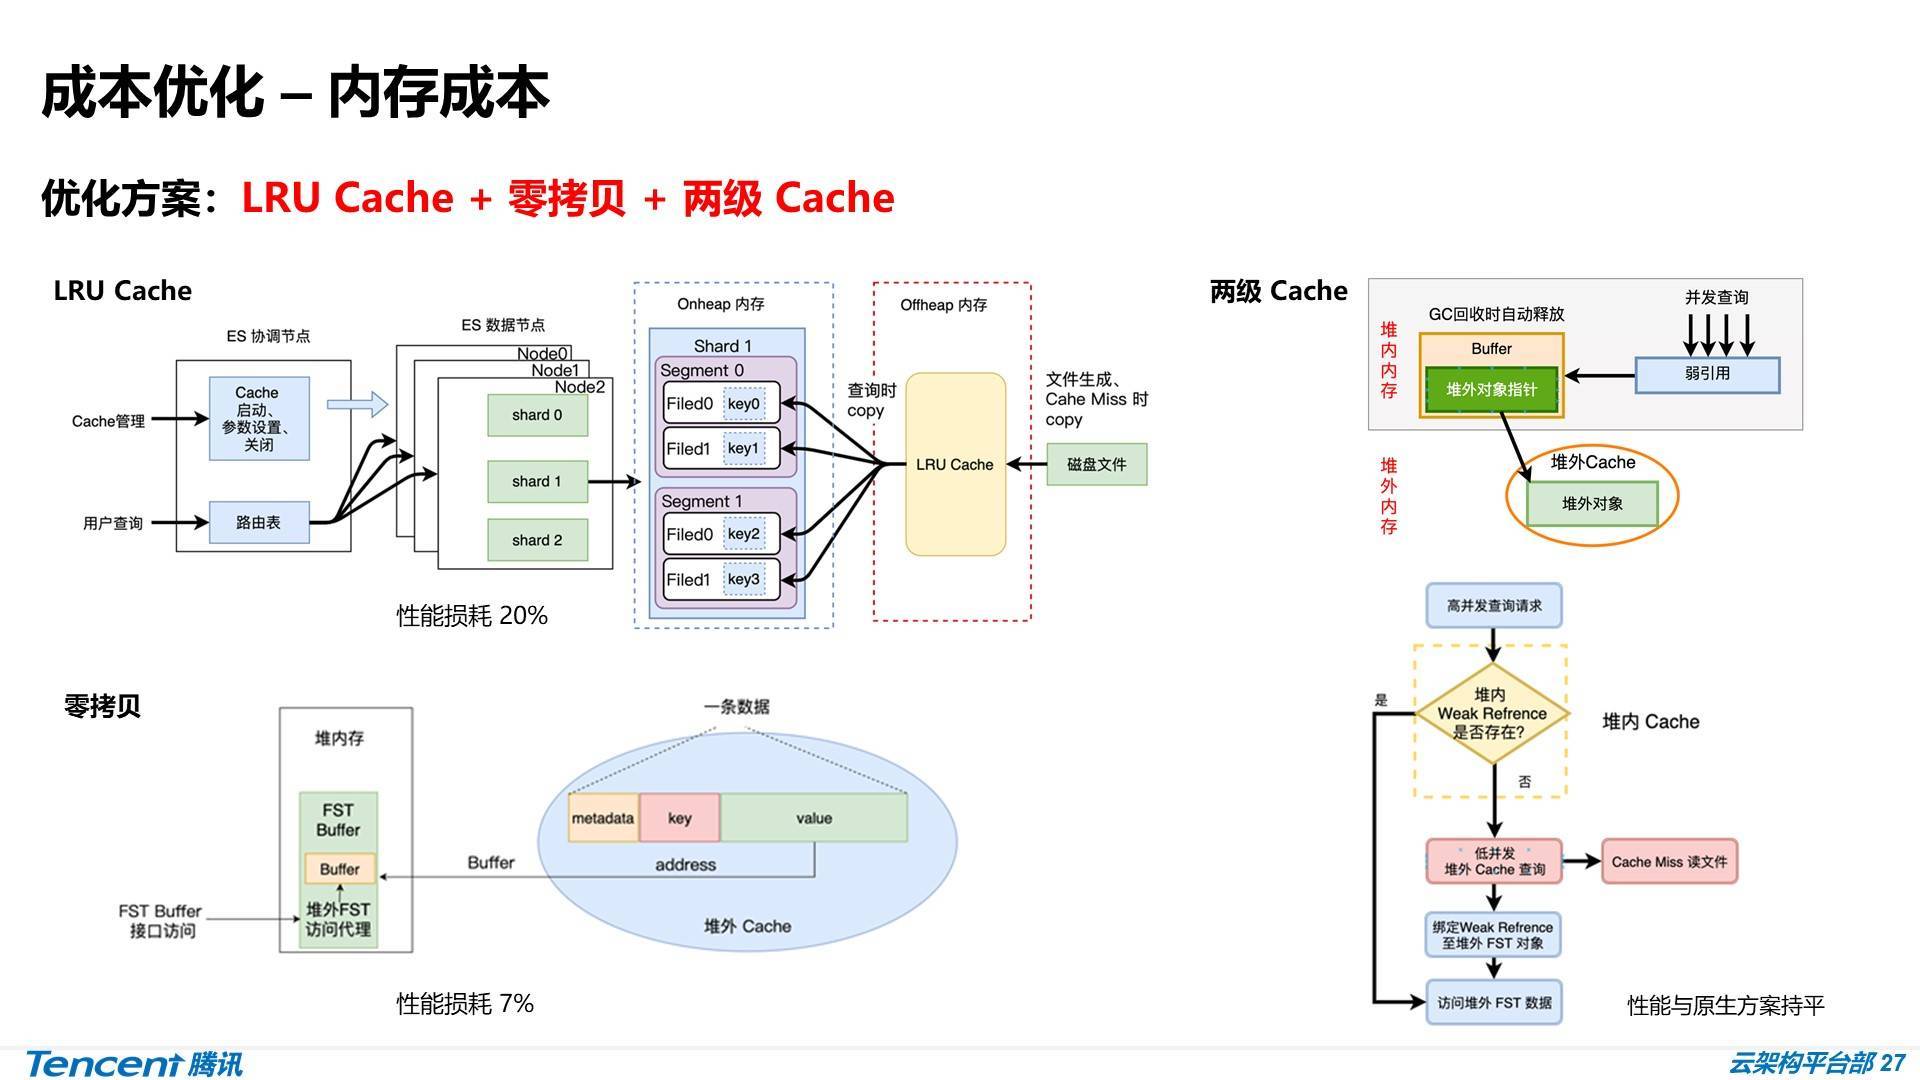 成本优化 – 内存成本
优化方案：LRU Cache + 零拷贝 + 两级 Cache
LRU Cache
ES 协调节点
Cache管理
Cache
启动、
参数设置、
关闭
用户查询
路由表
ES 数据节点
Node0
Node1
Node2
shard 0
shard 1
shard 2
性能损耗 20%
Onheap 内存
Shard 1
Segment 0
Filed0
key0
Filed1
key1
Segment 1
Filed0
key2
Filed1
key3
查询时
copy
Offheap 内存
LRU Cache
文件生成、
Cahe Miss 时
copy
磁盘文件
零拷贝
堆内存
FST
Buffer
Buffer
堆外FST
访问代理
FST Buffer
接口访问
Buffer
一条数据
metadata
key
value
address
堆外 Cache
性能损耗 7%
两级 Cache
堆内内存
GC回收时自动释放
Buffer
堆外对象指针
并发查询
弱引用
堆外内存
堆外Cache
堆外对象
高并发查询请求
堆内
Weak Refrence
是否存在?
是
否
堆内 Cache
低并发
堆外 Cache 查询
Cache Miss 读文件
绑定Weak Refrence
至堆外 FST 对象
访问堆外 FST 数据
性能与原生方案持平
Tencent 腾讯
云架构平台部 27